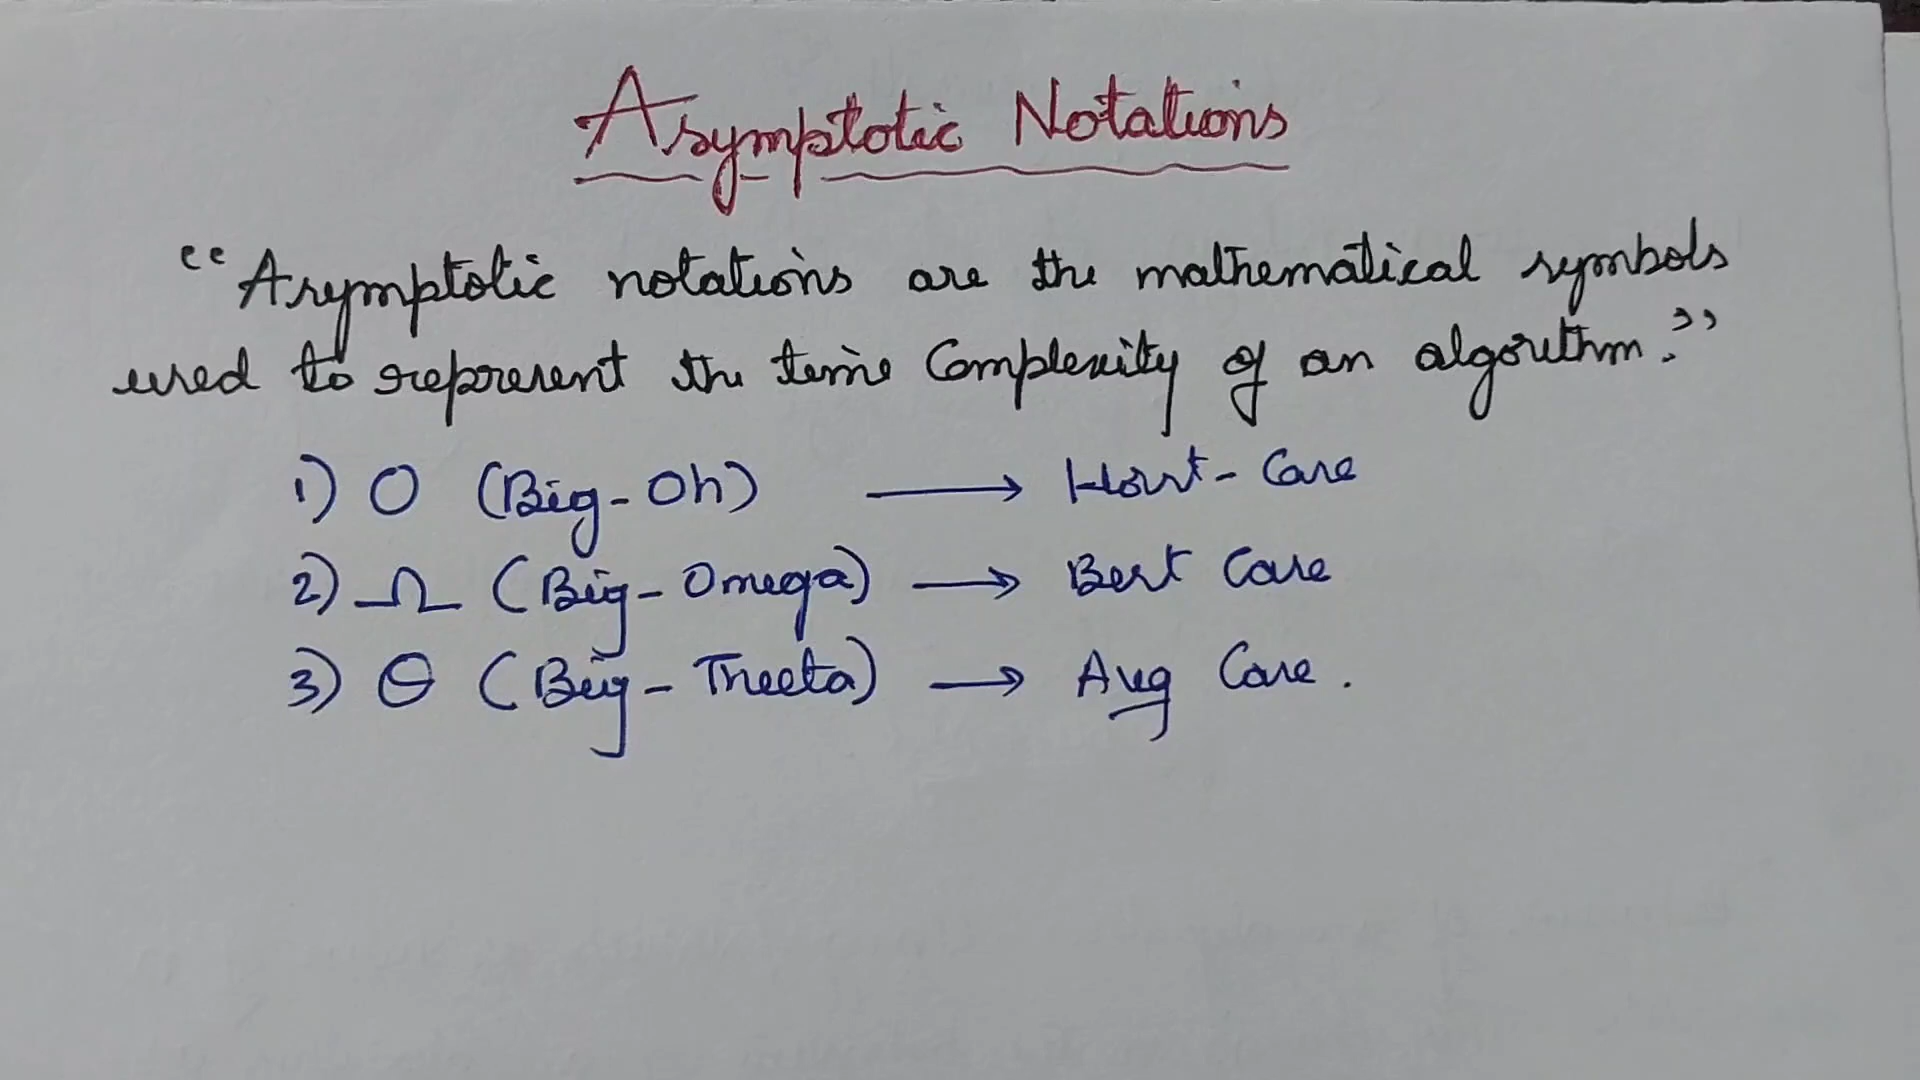 Asymptotic Notations
“Asymptotic notations are the mathematical symbols
used to represent the time Complexity of an algorithm.”
1) O (Big-Oh) → Worst-Case
2) Ω (Big-Omega) → Best Case
3) Θ (Big-Theeta) → Avg Case.